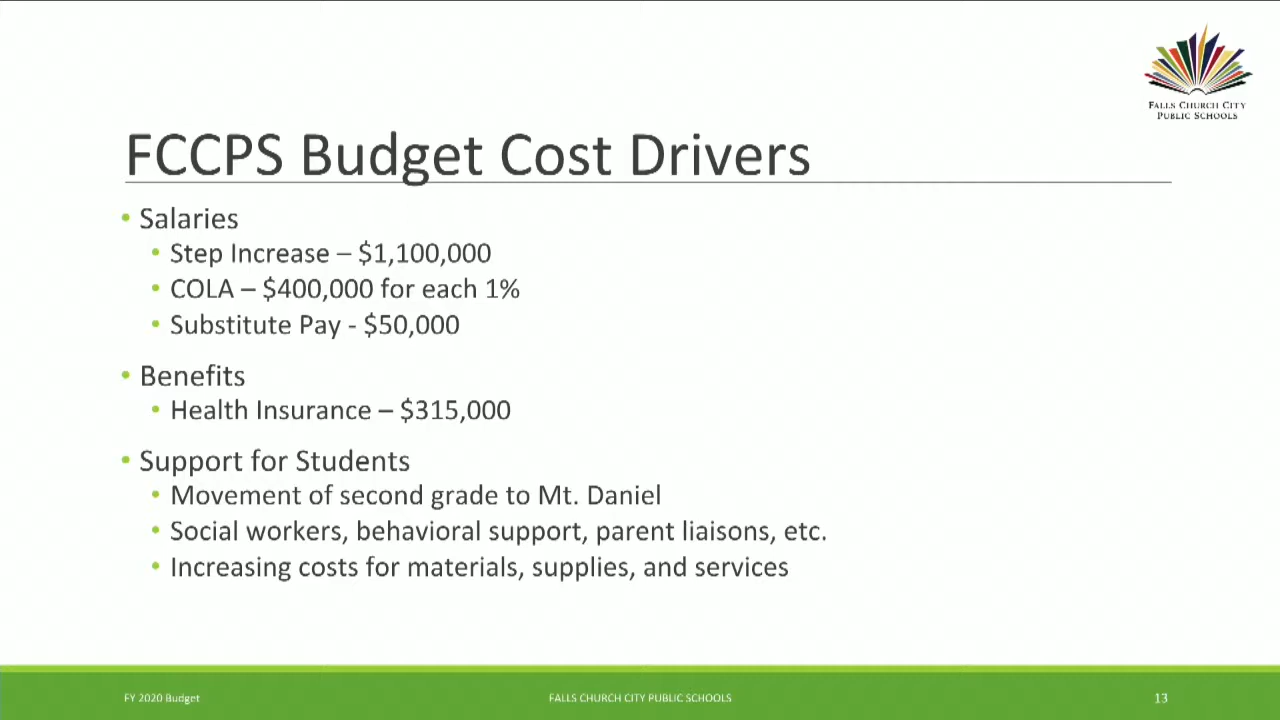 FALLS CHURCH CITY
PUBLIC SCHOOLS
FCCPS Budget Cost Drivers
• Salaries
• Step Increase – $1,100,000
• COLA – $400,000 for each 1%
• Substitute Pay - $50,000
• Benefits
• Health Insurance – $315,000
• Support for Students
• Movement of second grade to Mt. Daniel
• Social workers, behavioral support, parent liaisons, etc.
• Increasing costs for materials, supplies, and services
FY 2020 Budget
FALLS CHURCH CITY PUBLIC SCHOOLS
13